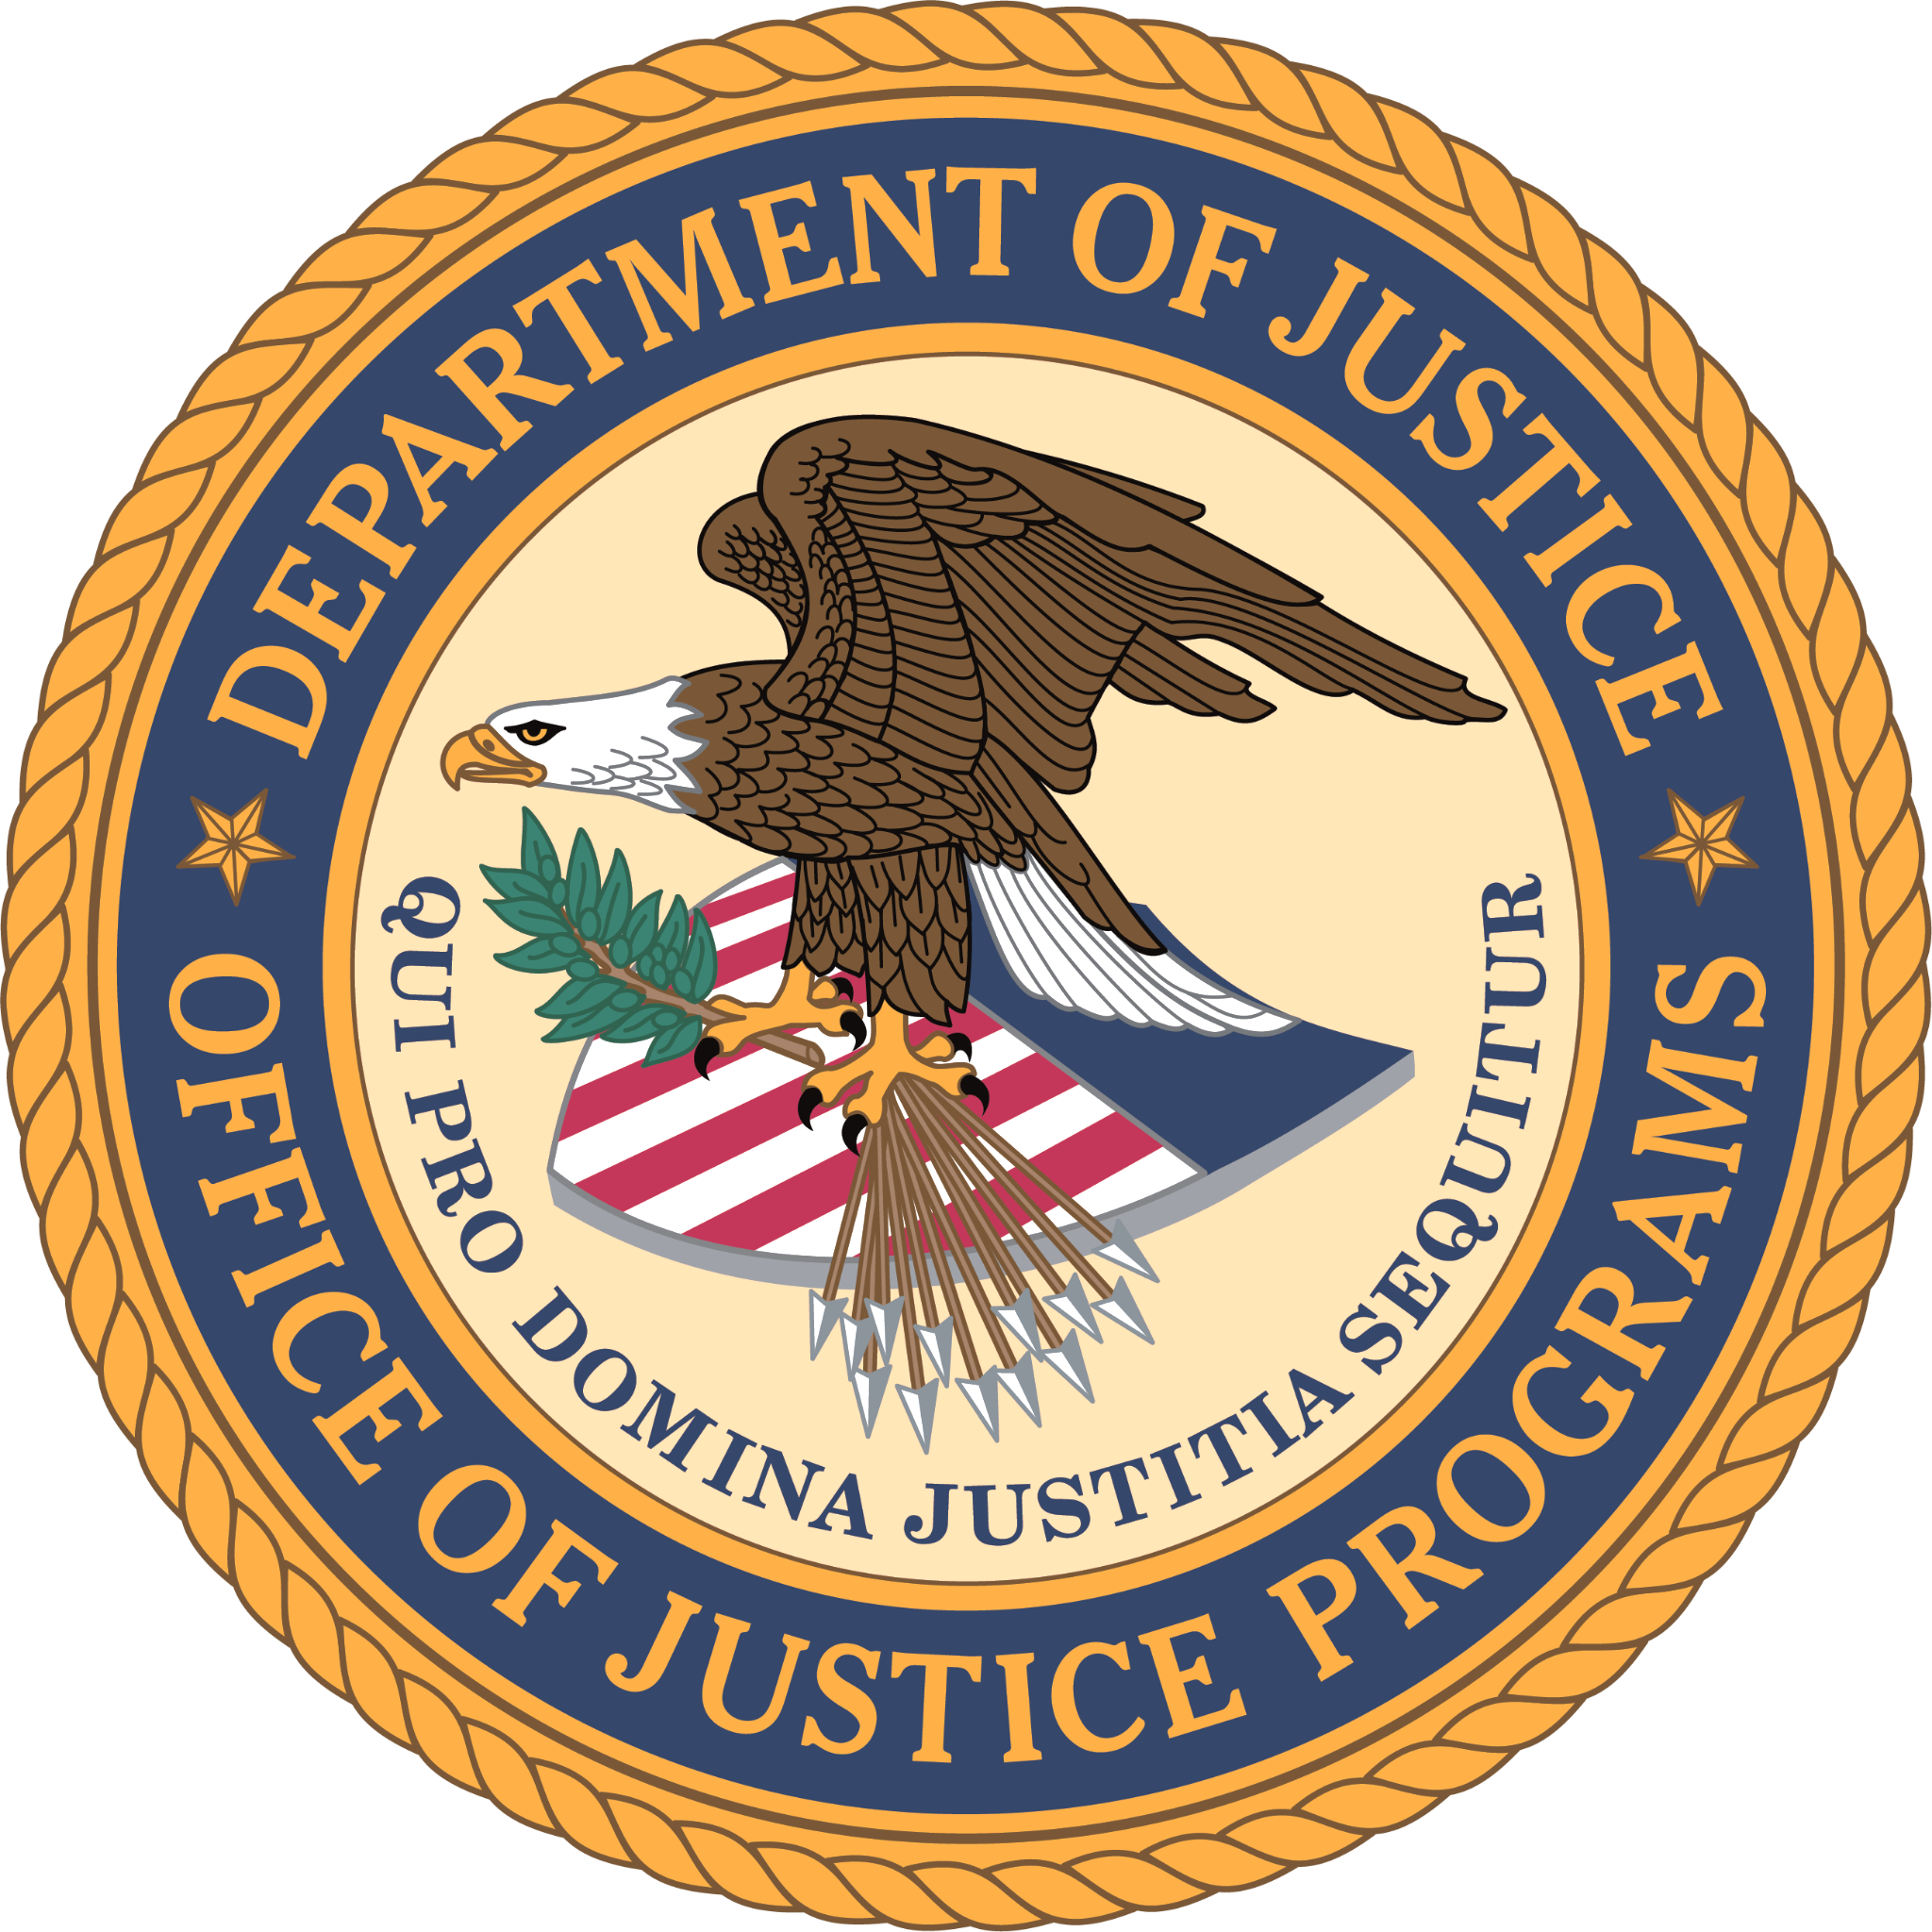 DEPARTMENT OF JUSTICE
OFFICE OF JUSTICE PROGRAMS
QUI PRO DOMINA JUSTITIA SEQUITUR